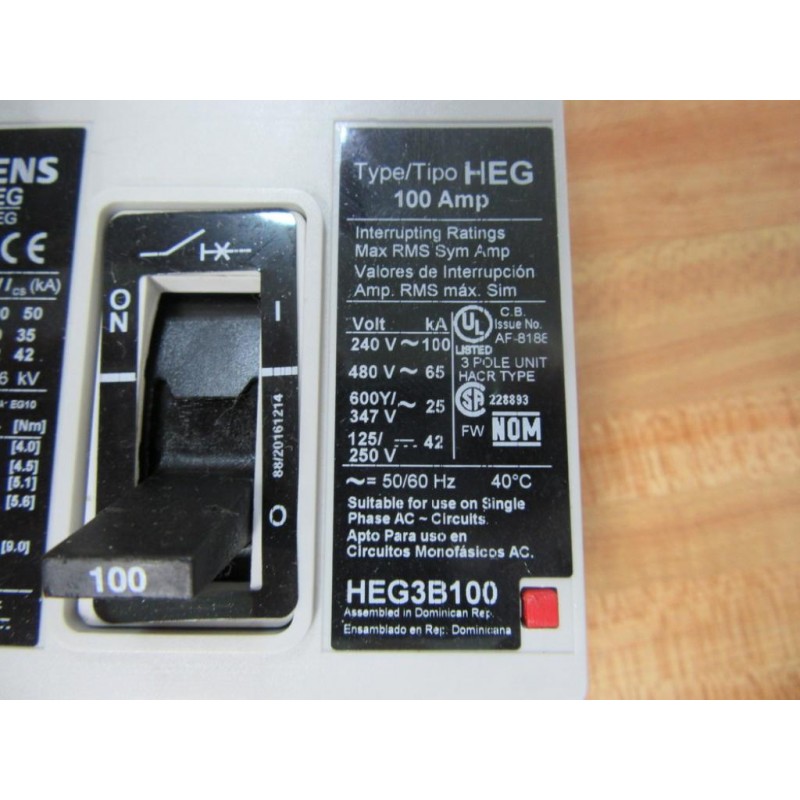 ENS
EG
EG
CE
Ics (kA)
0 50
35
42
6 kV
EG10
[Nm]
[4.0]
[4.5]
[5.1]
[5.6]
[9.0]
ON
I
88/20161214
O
100
Type/Tipo HEG
100 Amp
Interrupting Ratings
Max RMS Sym Amp
Valores de Interrupción
Amp. RMS máx. Sim
Volt kA
240 V ~ 100
480 V ~ 65
600Y/
347 V ~ 25
125/
250 V ⎓ 42
UL
LISTED
C.B.
Issue No.
AF-8188
3 POLE UNIT
HACR TYPE
SA 228893
FW NOM
~= 50/60 Hz 40°C
Suitable for use on Single
Phase AC ~ Circuits.
Apto Para uso en
Circuitos Monofásicos AC.
HEG3B100
Assembled in Dominican Rep.
Ensamblado en Rep. Dominicana